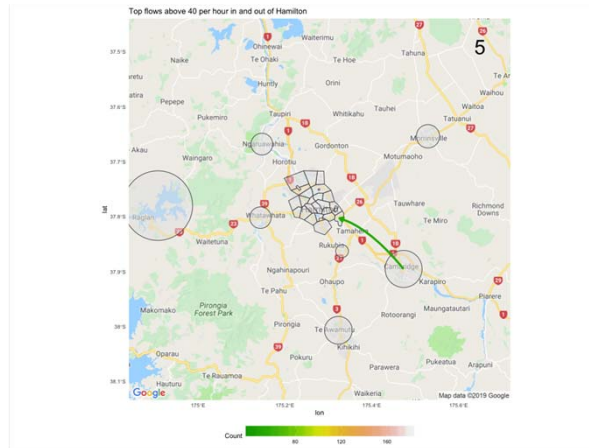 Top flows above 40 per hour in and out of Hamilton
5
Ohinewai
Waiterimu
Tahuna
Te Ohaki
Te Hoe
Naike
Huntly
Orini
Waihou
Waitoa
Tatuanui
Pepepe
Pukemiro
Taupiri
Whitikahu
Tauhei
Ngaruawahia
Gordonton
Morrinsville
Akau
Waingaro
Horotiu
Motumaoho
Raglan
Whatawhata
Tauwhare
Richmond
Downs
Te Miro
Waitetuna
Tamahere
Rukuhia
Ngahinapouri
Cambridge
Karapiro
Ohaupo
Piarere
Te Pahu
Rotoorangi
Maungatautari
Makomako
Pirongia
Forest Park
Pirongia
Te Awamutu
Kihikihi
Oparau
Pokuru
Parawera
Pukeatua
Arapuni
Te Rauamoa
Hauturu
Waikeria
Google
Map data ©2019 Google
37.5°S
37.6°S
37.7°S
37.8°S
37.9°S
38°S
38.1°S
lat
175°E
175.2°E
175.4°E
175.6°E
lon
Count
80
120
160